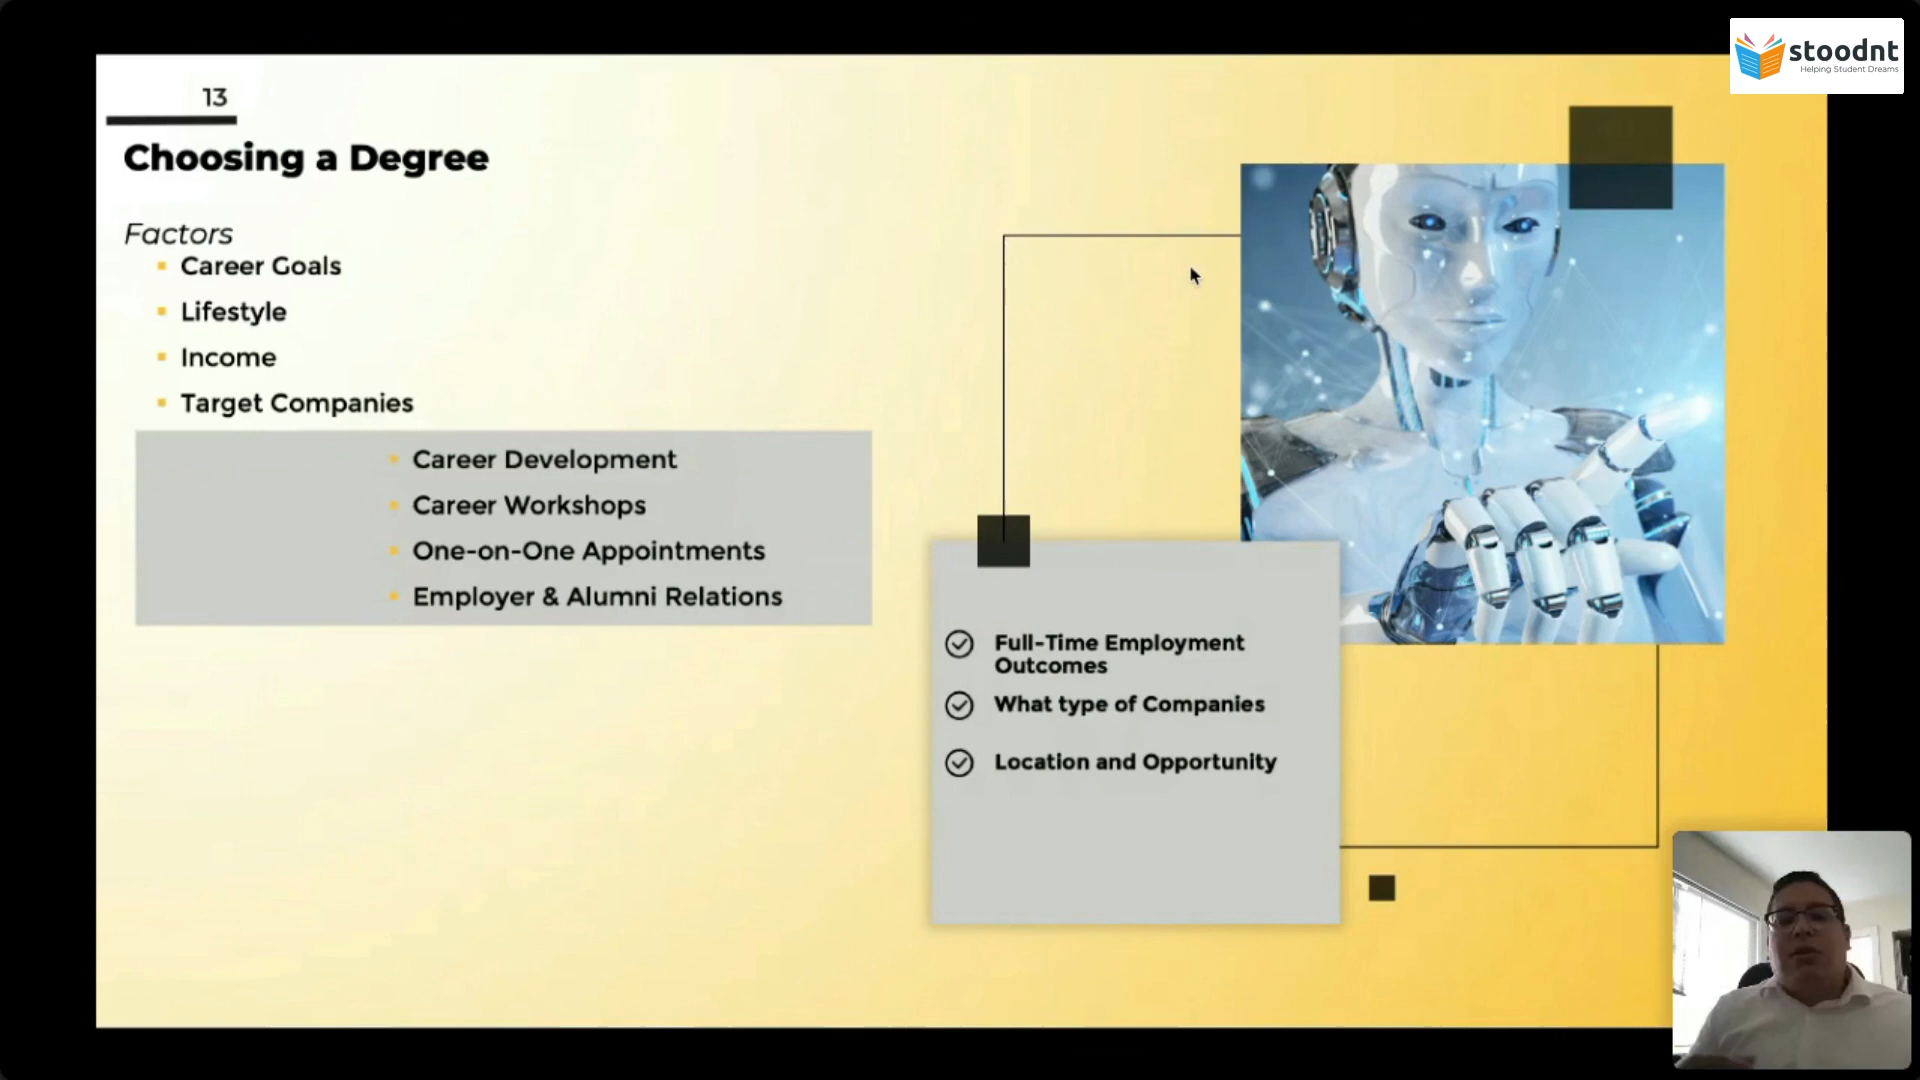 stoodnt
Helping Student Dreams
13
Choosing a Degree
Factors
Career Goals
Lifestyle
Income
Target Companies
Career Development
Career Workshops
One-on-One Appointments
Employer & Alumni Relations
Full-Time Employment
Outcomes
What type of Companies
Location and Opportunity